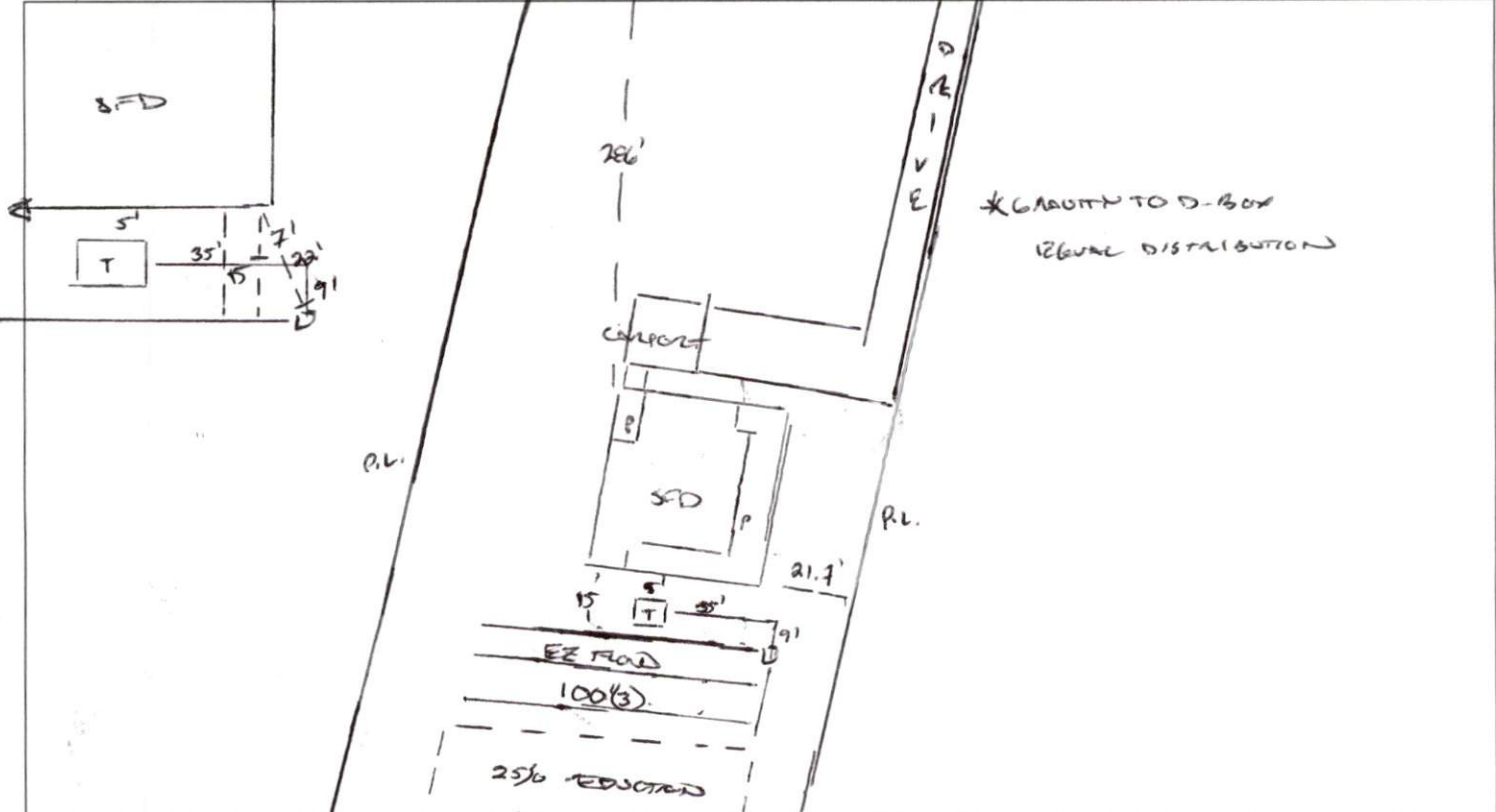 SFD
5'
T
35'
7'
22'
15
9'
D
286'
DRIVE
*GRAVITY TO D-BOX
EQUAL DISTRIBUTION
CARPORT
P
SFD
P
P.L.
P.L.
21.7'
5'
15'
T
35'
9'
D
EZ FLOW
100'(3)
25% REDUCTION